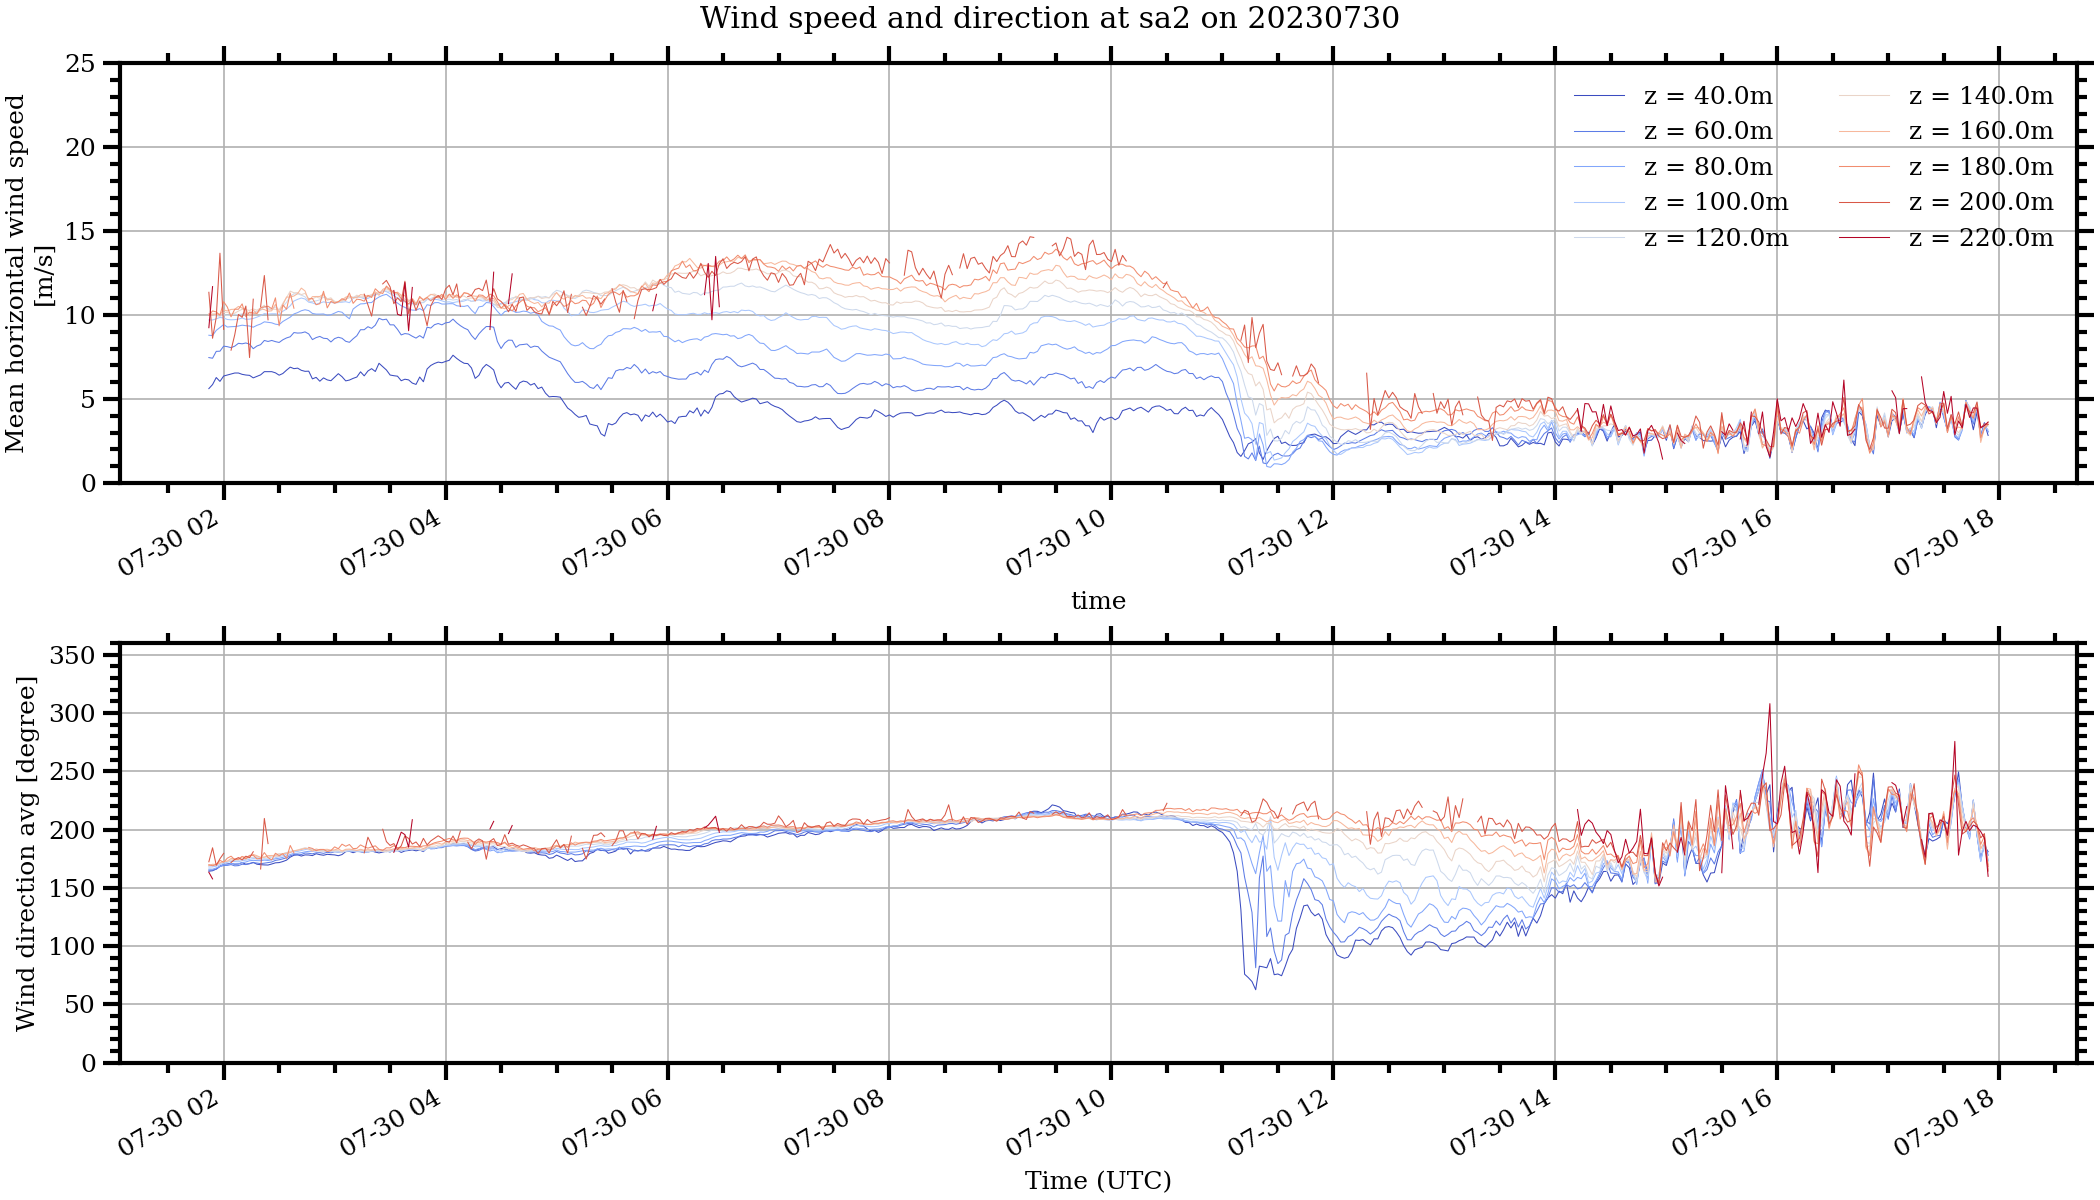 Wind speed and direction at sa2 on 20230730
Mean horizontal wind speed
[m/s]
25
20
15
10
5
0
z = 40.0m
z = 60.0m
z = 80.0m
z = 100.0m
z = 120.0m
z = 140.0m
z = 160.0m
z = 180.0m
z = 200.0m
z = 220.0m
07-30 02
07-30 04
07-30 06
07-30 08
07-30 10
07-30 12
07-30 14
07-30 16
07-30 18
time
Wind direction avg [degree]
350
300
250
200
150
100
50
0
07-30 02
07-30 04
07-30 06
07-30 08
07-30 10
07-30 12
07-30 14
07-30 16
07-30 18
Time (UTC)